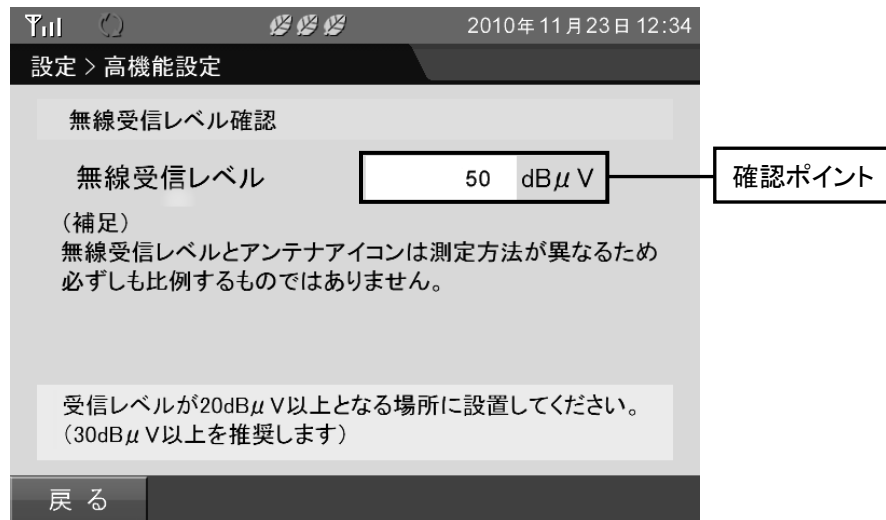 2010年11月23日 12:34
設定 > 高機能設定
無線受信レベル確認
無線受信レベル 50 dBμV
確認ポイント
(補足)
無線受信レベルとアンテナアイコンは測定方法が異なるため
必ずしも比例するものではありません。
受信レベルが20dBμV以上となる場所に設置してください。
(30dBμV以上を推奨します)
戻る